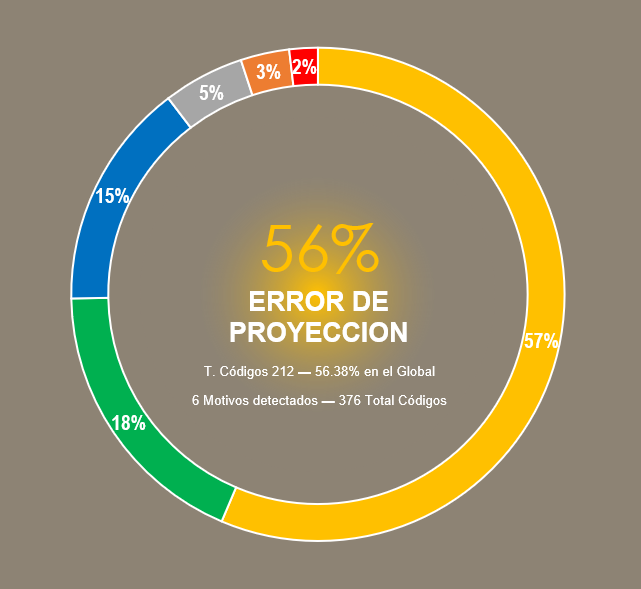 2%
3%
5%
15%
56%
ERROR DE
PROYECCION
57%
T. Códigos 212 — 56.38% en el Global
6 Motivos detectados — 376 Total Códigos
18%